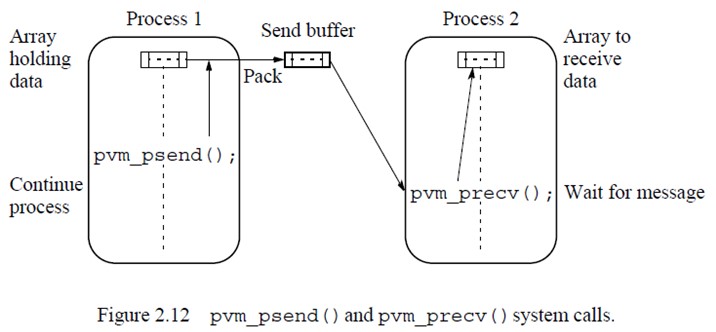 Process 1
Process 2
Send buffer
Array
holding
data
Array to
receive
data
Pack
pvm_psend();
Continue
process
pvm_precv();
Wait for message
Figure 2.12 pvm_psend() and pvm_precv() system calls.